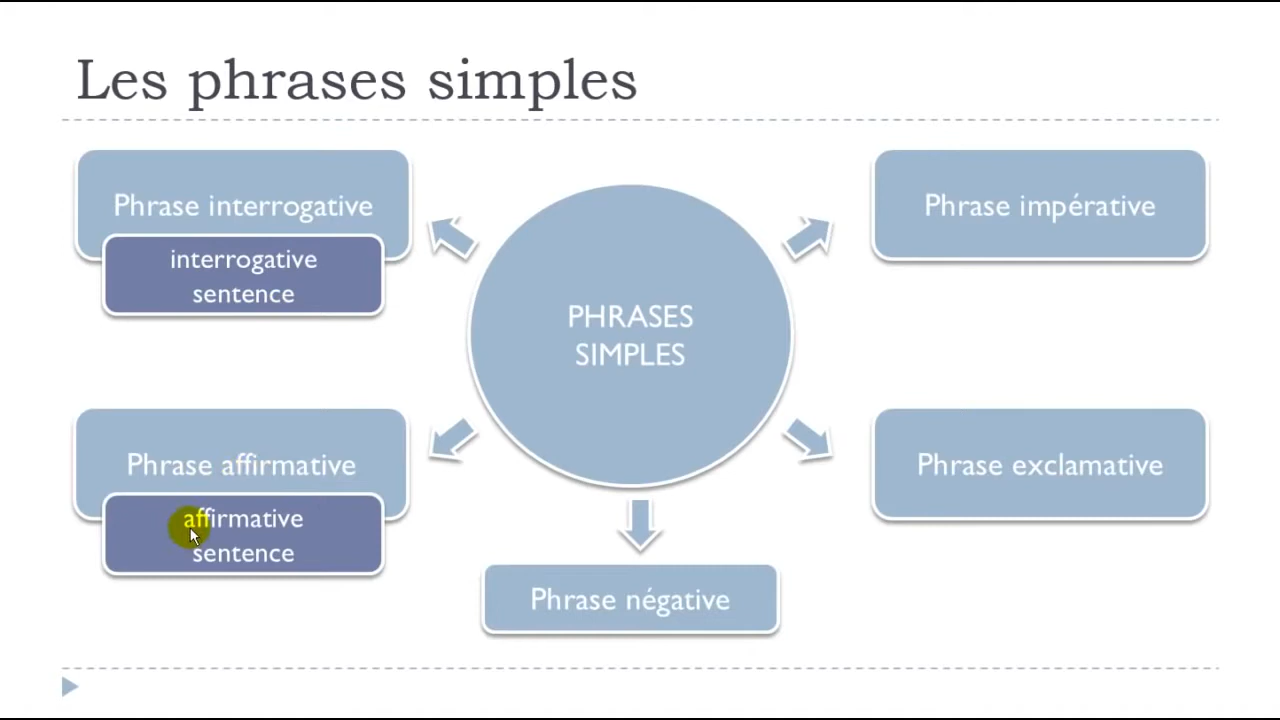 Les phrases simples
Phrase interrogative
interrogative
sentence
Phrase impérative
PHRASES
SIMPLES
Phrase affirmative
affirmative
sentence
Phrase exclamative
Phrase négative